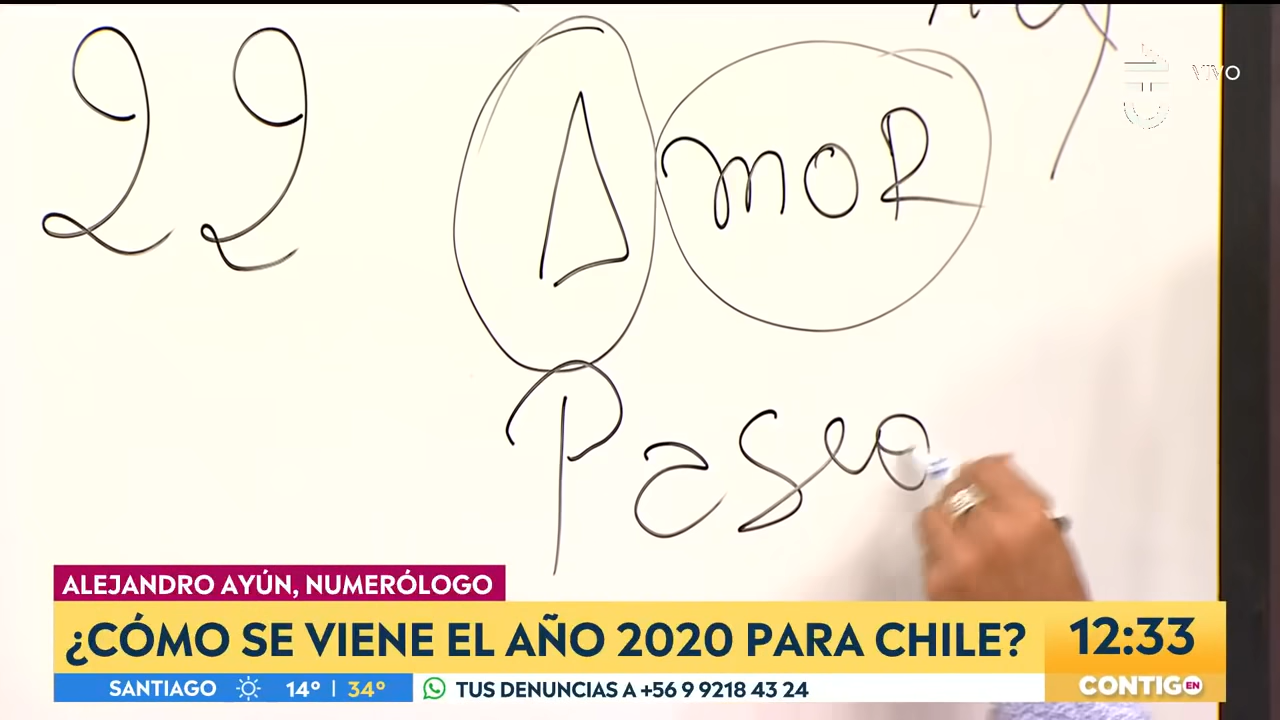 22 AmOR
VIVO
Paseo
ALEJANDRO AYÚN, NUMERÓLOGO
¿CÓMO SE VIENE EL AÑO 2020 PARA CHILE?
12:33
SANTIAGO 14° | 34° TUS DENUNCIAS A +56 9 9218 43 24
CONTIGO EN